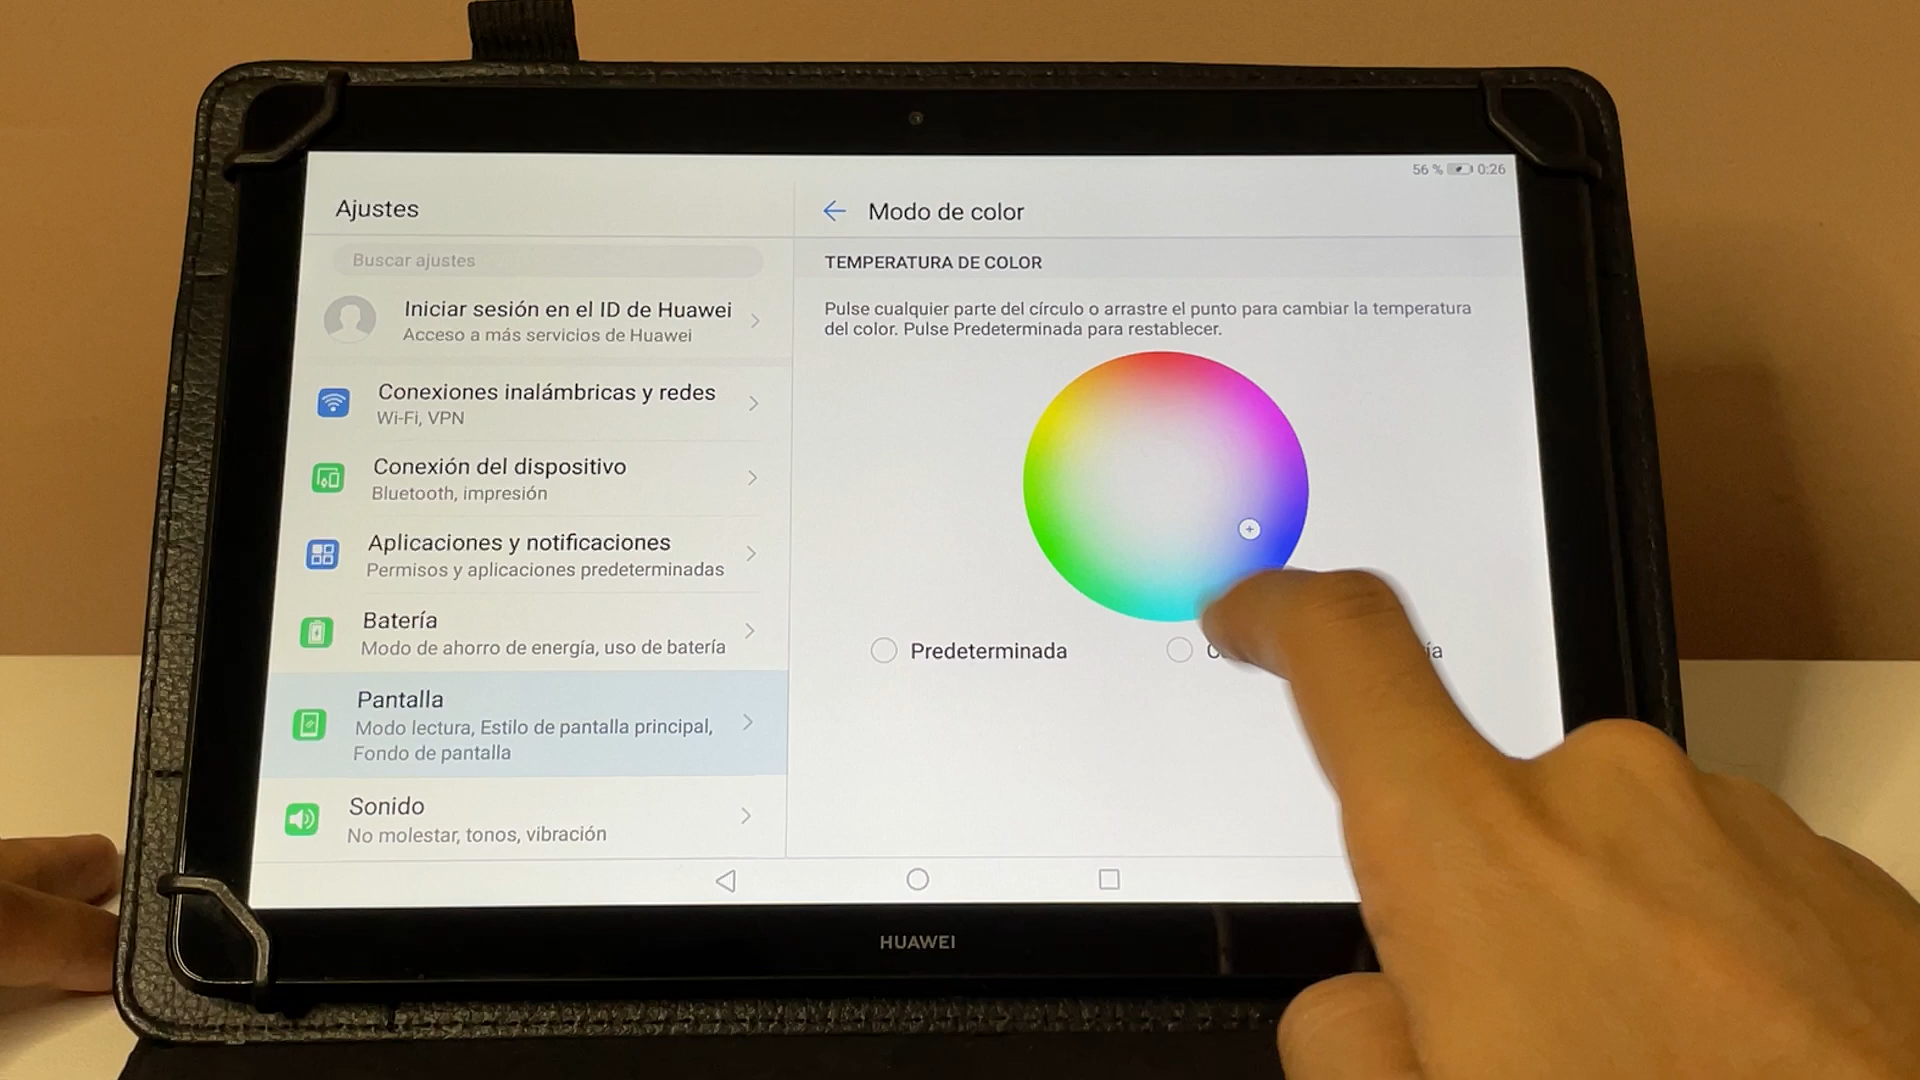 56 % 0:26
Ajustes
Buscar ajustes
Iniciar sesión en el ID de Huawei
Acceso a más servicios de Huawei
Conexiones inalámbricas y redes
Wi-Fi, VPN
Conexión del dispositivo
Bluetooth, impresión
Aplicaciones y notificaciones
Permisos y aplicaciones predeterminadas
Batería
Modo de ahorro de energía, uso de batería
Pantalla
Modo lectura, Estilo de pantalla principal,
Fondo de pantalla
Sonido
No molestar, tonos, vibración
Modo de color
TEMPERATURA DE COLOR
Pulse cualquier parte del círculo o arrastre el punto para cambiar la temperatura
del color. Pulse Predeterminada para restablecer.
Predeterminada
HUAWEI